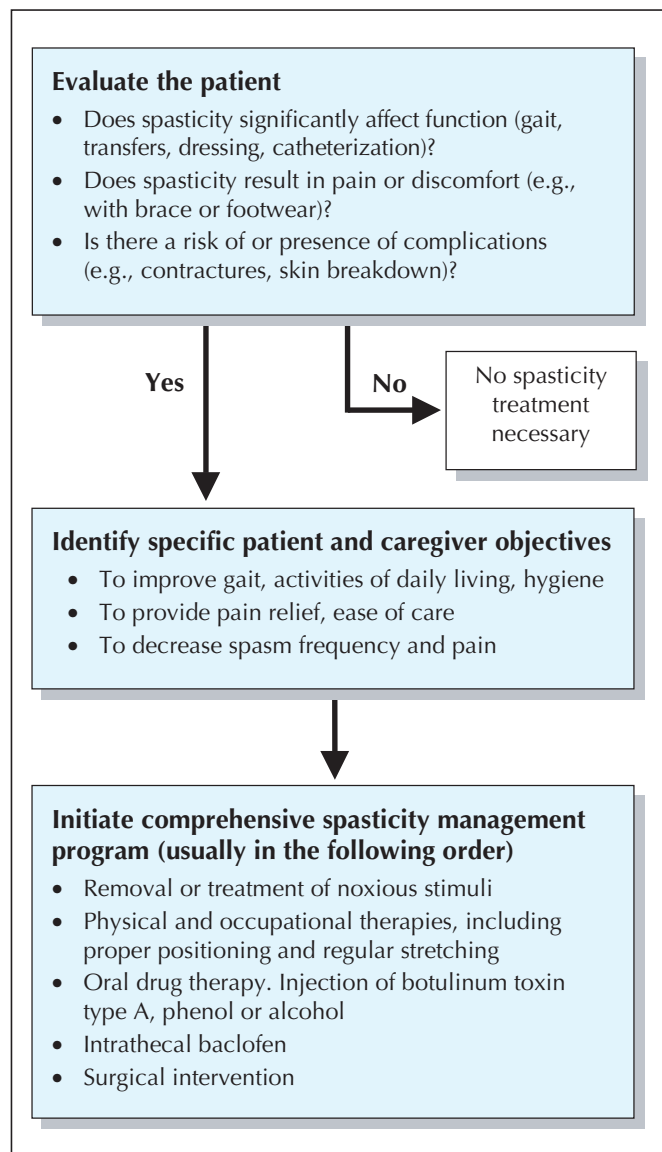 Evaluate the patient
• Does spasticity significantly affect function (gait,
transfers, dressing, catheterization)?
• Does spasticity result in pain or discomfort (e.g.,
with brace or footwear)?
• Is there a risk of or presence of complications
(e.g., contractures, skin breakdown)?
Yes
No
No spasticity
treatment
necessary
Identify specific patient and caregiver objectives
• To improve gait, activities of daily living, hygiene
• To provide pain relief, ease of care
• To decrease spasm frequency and pain
Initiate comprehensive spasticity management
program (usually in the following order)
• Removal or treatment of noxious stimuli
• Physical and occupational therapies, including
proper positioning and regular stretching
• Oral drug therapy. Injection of botulinum toxin
type A, phenol or alcohol
• Intrathecal baclofen
• Surgical intervention